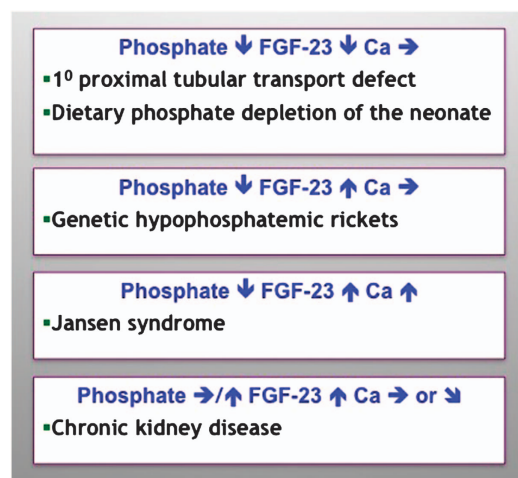 Phosphate 🡻 FGF-23 🡻 Ca ➔
▪1⁰ proximal tubular transport defect
▪Dietary phosphate depletion of the neonate
Phosphate 🡻 FGF-23 🡹 Ca ➔
▪Genetic hypophosphatemic rickets
Phosphate 🡻 FGF-23 🡹 Ca 🡹
▪Jansen syndrome
Phosphate ➔/🡹 FGF-23 🡹 Ca ➔ or 🡾
▪Chronic kidney disease